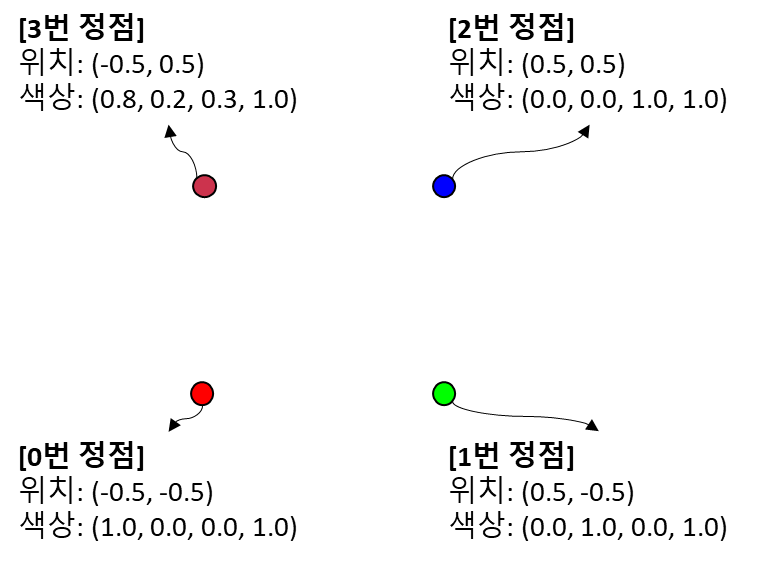 [3번 정점]
위치: (-0.5, 0.5)
색상: (0.8, 0.2, 0.3, 1.0)
[2번 정점]
위치: (0.5, 0.5)
색상: (0.0, 0.0, 1.0, 1.0)
[0번 정점]
위치: (-0.5, -0.5)
색상: (1.0, 0.0, 0.0, 1.0)
[1번 정점]
위치: (0.5, -0.5)
색상: (0.0, 1.0, 0.0, 1.0)